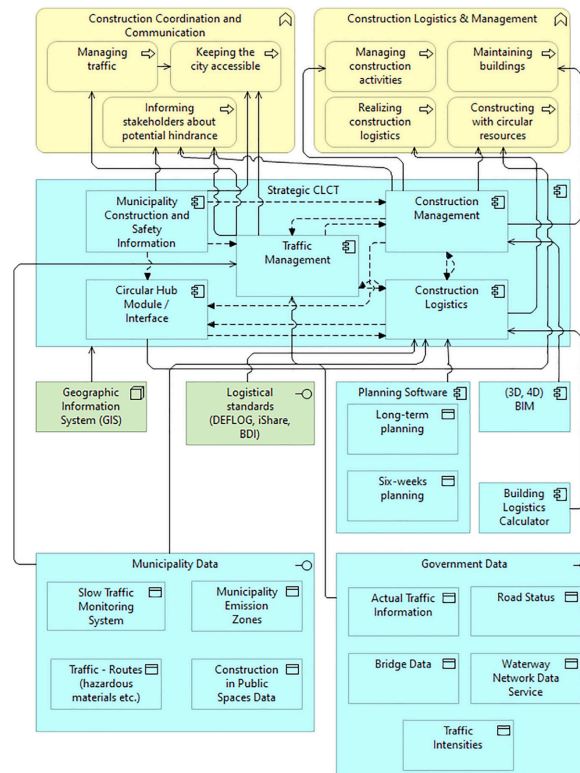 Construction Coordination and
Communication
Managing
traffic
Keeping the
city accessible
Informing
stakeholders about
potential hindrance
Construction Logistics & Management
Managing
construction
activities
Maintaining
buildings
Realizing
construction
logistics
Constructing
with circular
resources
Strategic CLCT
Municipality
Construction and
Safety
Information
Construction
Management
Traffic
Management
Circular Hub
Module /
Interface
Construction
Logistics
Geographic
Information
System (GIS)
Logistical
standards
(DEFLOG, iShare,
BDI)
Planning Software
Long-term
planning
Six-weeks
planning
(3D, 4D)
BIM
Building
Logistics
Calculator
Municipality Data
Slow Traffic
Monitoring
System
Municipality
Emission
Zones
Traffic - Routes
(hazardous
materials etc.)
Construction
in Public
Spaces Data
Government Data
Actual Traffic
Information
Road Status
Bridge Data
Waterway
Network Data
Service
Traffic
Intensities